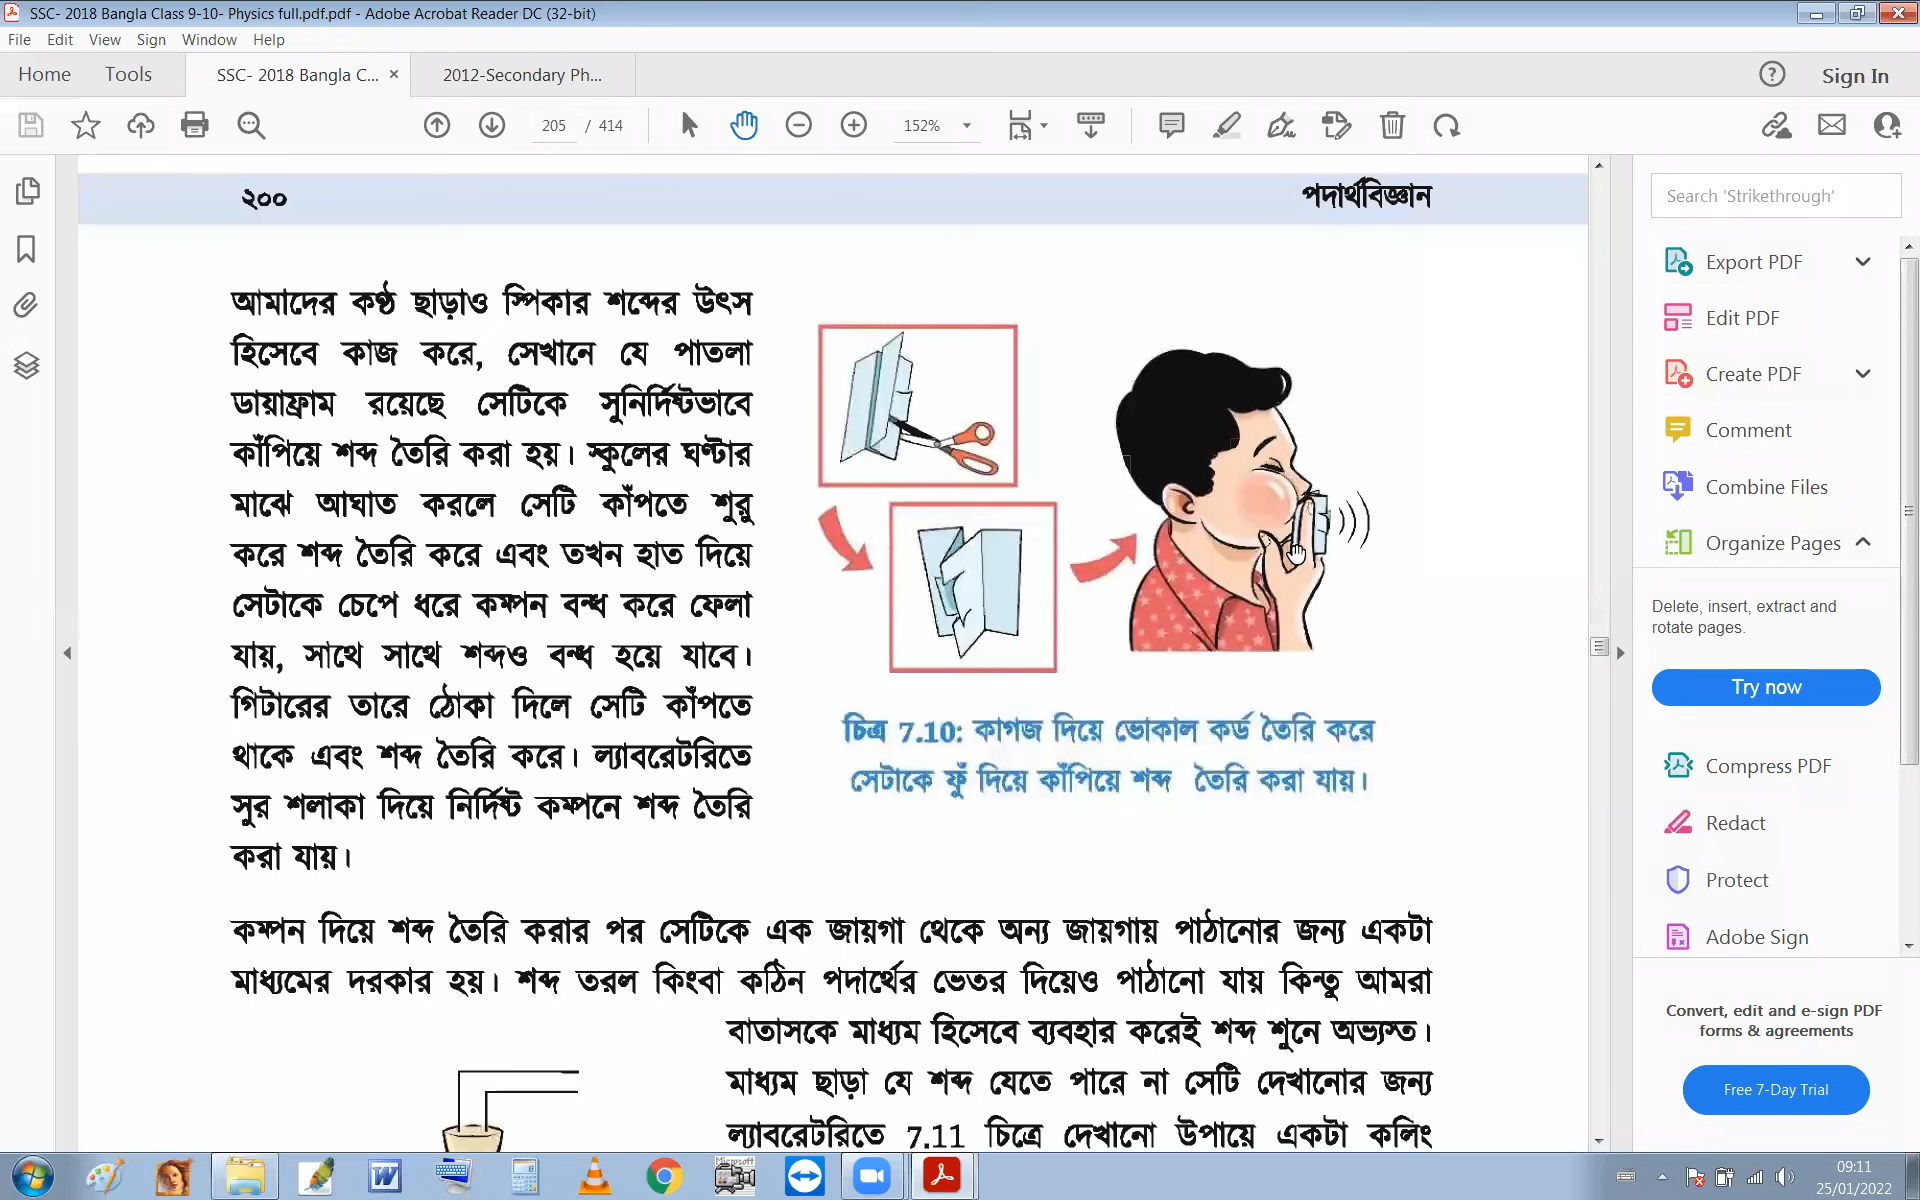 SSC- 2018 Bangla Class 9-10- Physics full.pdf.pdf - Adobe Acrobat Reader DC (32-bit)
File Edit View Sign Window Help
Home Tools SSC- 2018 Bangla C... × 2012-Secondary Ph... Sign In
205 / 414 152%
২০০ পদার্থবিজ্ঞান
আমাদের কণ্ঠ ছাড়াও স্পিকার শব্দের উৎস
হিসেবে কাজ করে, সেখানে যে পাতলা
ডায়াফ্রাম রয়েছে সেটিকে সুনির্দিষ্টভাবে
কাঁপিয়ে শব্দ তৈরি করা হয়। স্কুলের ঘণ্টার
মাঝে আঘাত করলে সেটি কাঁপতে শুরু
করে শব্দ তৈরি করে এবং তখন হাত দিয়ে
সেটাকে চেপে ধরে কম্পন বন্ধ করে ফেলা
যায়, সাথে সাথে শব্দও বন্ধ হয়ে যাবে।
গিটারের তারে ঠোকা দিলে সেটি কাঁপতে
থাকে এবং শব্দ তৈরি করে। ল্যাবরেটরিতে
সুর শলাকা দিয়ে নির্দিষ্ট কম্পনে শব্দ তৈরি
করা যায়।
চিত্র 7.10: কাগজ দিয়ে ভোকাল কর্ড তৈরি করে
সেটাকে ফুঁ দিয়ে কাঁপিয়ে শব্দ তৈরি করা যায়।
কম্পন দিয়ে শব্দ তৈরি করার পর সেটিকে এক জায়গা থেকে অন্য জায়গায় পাঠানোর জন্য একটা
মাধ্যমের দরকার হয়। শব্দ তরল কিংবা কঠিন পদার্থের ভেতর দিয়েও পাঠানো যায় কিন্তু আমরা
বাতাসকে মাধ্যম হিসেবে ব্যবহার করেই শব্দ শুনে অভ্যস্ত।
মাধ্যম ছাড়া যে শব্দ যেতে পারে না সেটি দেখানোর জন্য
ল্যাবরেটরিতে 7.11 চিত্রে দেখানো উপায়ে একটা কলিং
Search 'Strikethrough'
Export PDF
Edit PDF
Create PDF
Comment
Combine Files
Organize Pages
Delete, insert, extract and
rotate pages.
Try now
Compress PDF
Redact
Protect
Adobe Sign
Convert, edit and e-sign PDF
forms & agreements
Free 7-Day Trial
Microsoft
09:11
25/01/2022